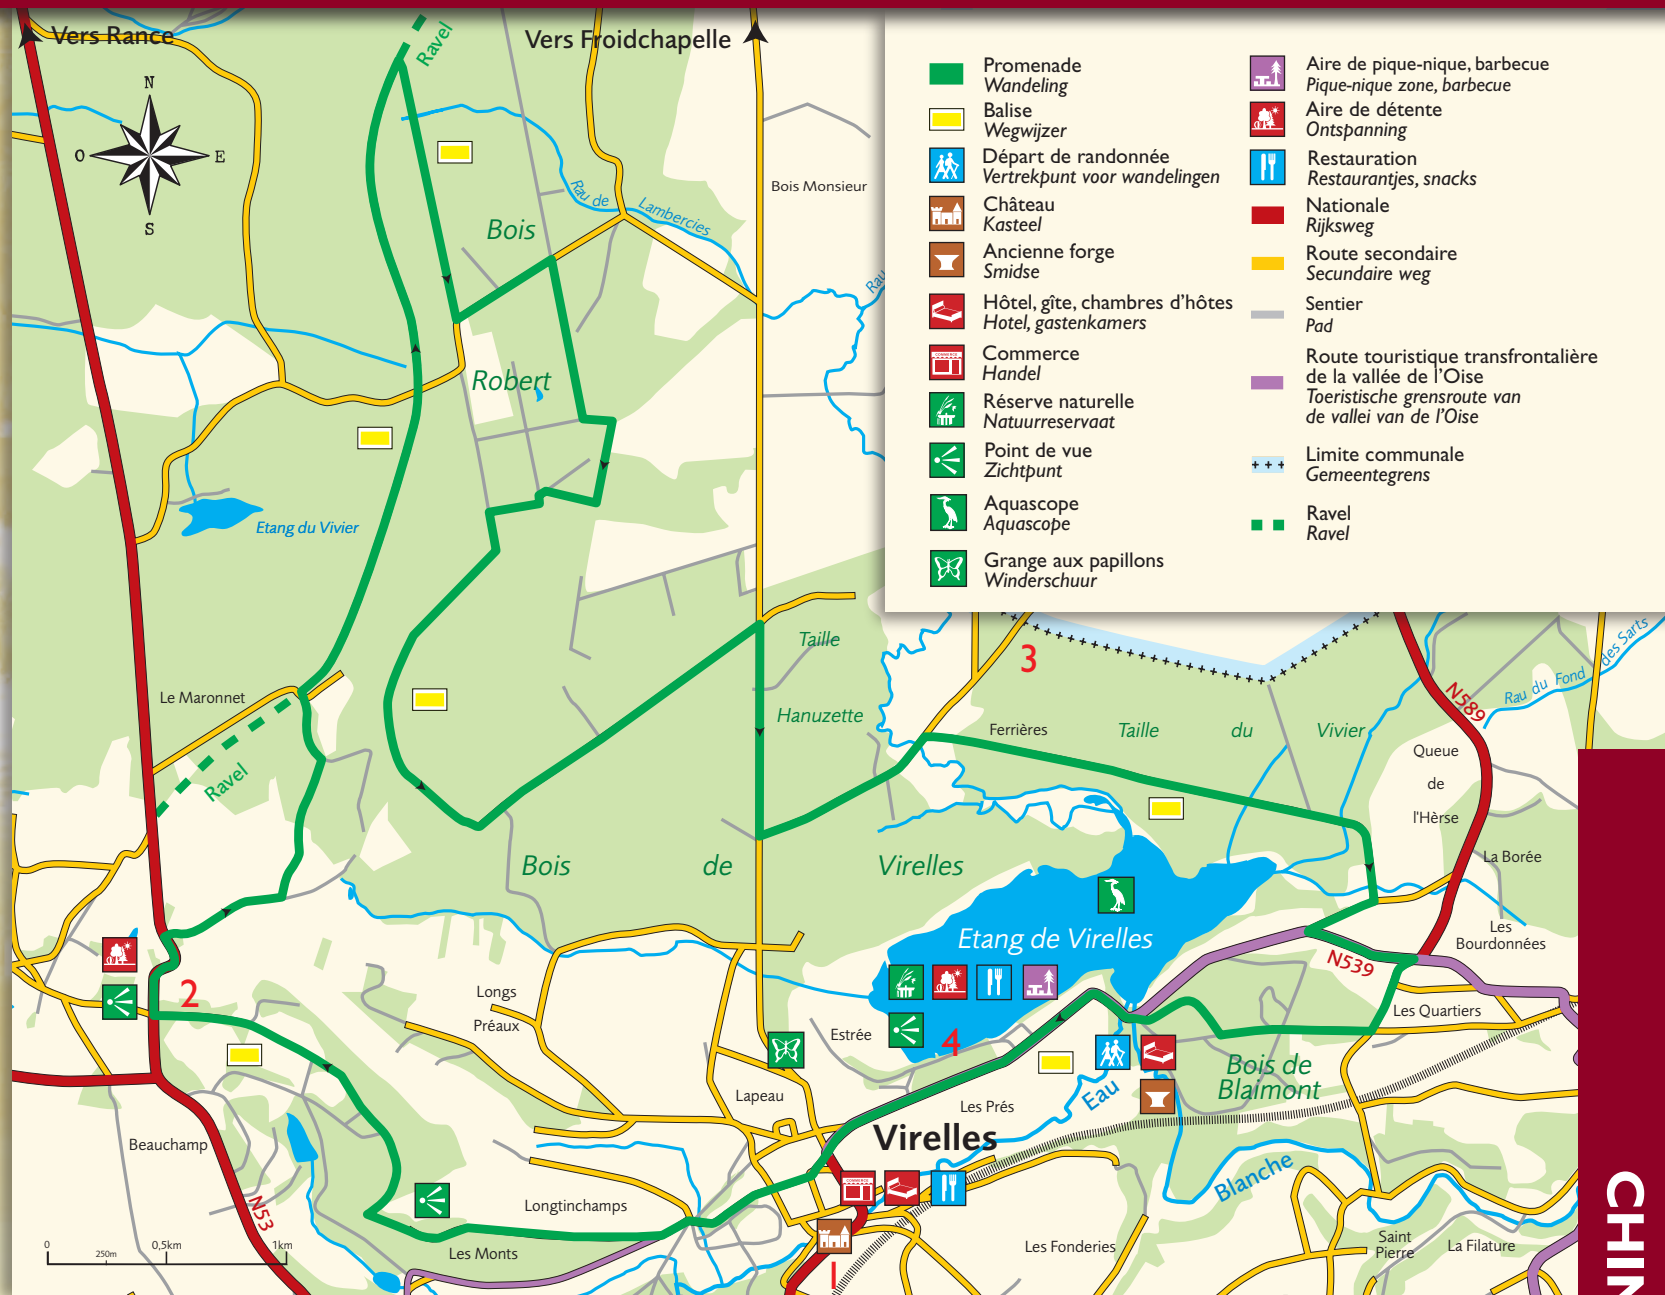 Vers Rance
Vers Froidchapelle
Ravel
N
O
E
S
Rau de Lambercies
Bois Monsieur
Rau
Bois
Robert
Etang du Vivier
Le Maronnet
Ravel
Taille
Hanuzette
3
Ferrières
Taille du Vivier
N589
Rau du Fond des Sarts
Queue
de
l'Hèrse
La Borée
Les
Bourdonnées
Bois de Virelles
Etang de Virelles
N539
Les Quartiers
2
Longs
Préaux
Estrée
4
Lapeau
Les Prés
Eau
Bois de
Blaimont
Virelles
Blanche
Beauchamp
N53
Longtinchamps
Les Monts
COMMERCE
1
Les Fonderies
Saint
Pierre
La Filature
0
250m
0,5km
1km
Promenade
Wandeling
Balise
Wegwijzer
Départ de randonnée
Vertrekpunt voor wandelingen
Château
Kasteel
Ancienne forge
Smidse
Hôtel, gîte, chambres d'hôtes
Hotel, gastenkamers
COMMERCE
Commerce
Handel
Réserve naturelle
Natuurreservaat
Point de vue
Zichtpunt
Aquascope
Aquascope
Grange aux papillons
Winderschuur
Aire de pique-nique, barbecue
Pique-nique zone, barbecue
Aire de détente
Ontspanning
Restauration
Restaurantjes, snacks
Nationale
Rijksweg
Route secondaire
Secundaire weg
Sentier
Pad
Route touristique transfrontalière
de la vallée de l'Oise
Toeristische grensroute van
de vallei van de l'Oise
Limite communale
Gemeentegrens
Ravel
Ravel
CHIM